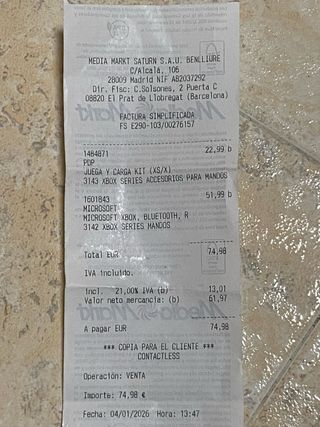 MEDIA MARKT SATURN S.A.U. BENLLIURE
C/Alcalá, 106
28009 Madrid NIF A82037292
Dir. Fisc: C.Solsones, 2 Puerta C
08820 El Prat de Llobregat (Barcelona)
FACTURA SIMPLIFICADA
FS E290-103/00276157
1484871 22,99 b
PDP
JUEGA Y CARGA KIT (XS/X)
3143 XBOX SERIES ACCESORIOS PARA MANDOS
1601843 51,99 b
MICROSOFT
MICROSOFT XBOX, BLUETOOTH, R
3142 XBOX SERIES MANDOS
Total EUR 74,98
IVA incluido.
incl. 21,00% IVA (b) 13,01
Valor neto mercancia: (b) 61,97
A pagar EUR 74,98
*** COPIA PARA EL CLIENTE ***
CONTACTLESS
Operación: VENTA
Importe: 74,98 €
Fecha: 04/01/2026 Hora: 13:47